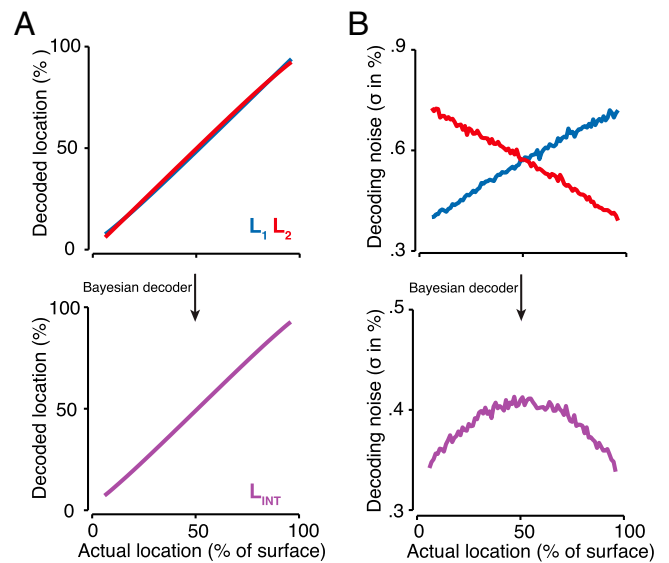 A
Decoded location (% )
100
50
0
L1 L2
B
Decoding noise (σ in %)
.9
.6
.3
Bayesian decoder
Bayesian decoder
Decoded location (%)
100
50
0
LINT
0 50 100
Actual location (% of surface)
Decoding noise (σ in %)
.5
.4
.3
0 50 100
Actual location (% of surface)